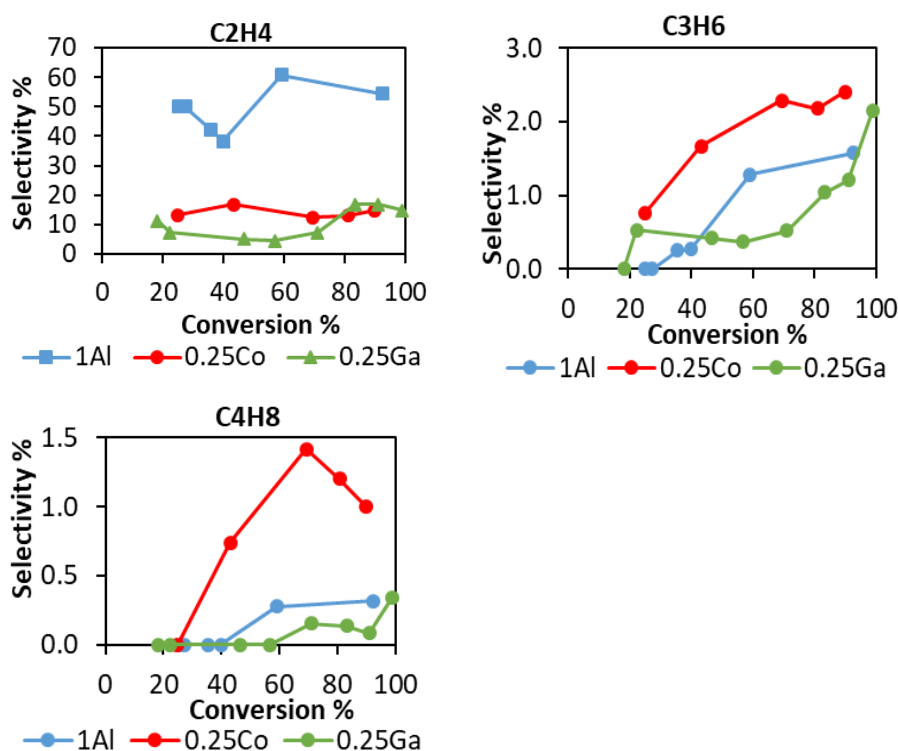 C2H4
Selectivity %
70
60
50
40
30
20
10
0
0 20 40 60 80 100
Conversion %
1Al 0.25Co 0.25Ga
C3H6
Selectivity %
3.0
2.0
1.0
0.0
0 20 40 60 80 100
Conversion %
1Al 0.25Co 0.25Ga
C4H8
Selectivity %
1.5
1.0
0.5
0.0
0 20 40 60 80 100
Conversion %
1Al 0.25Co 0.25Ga